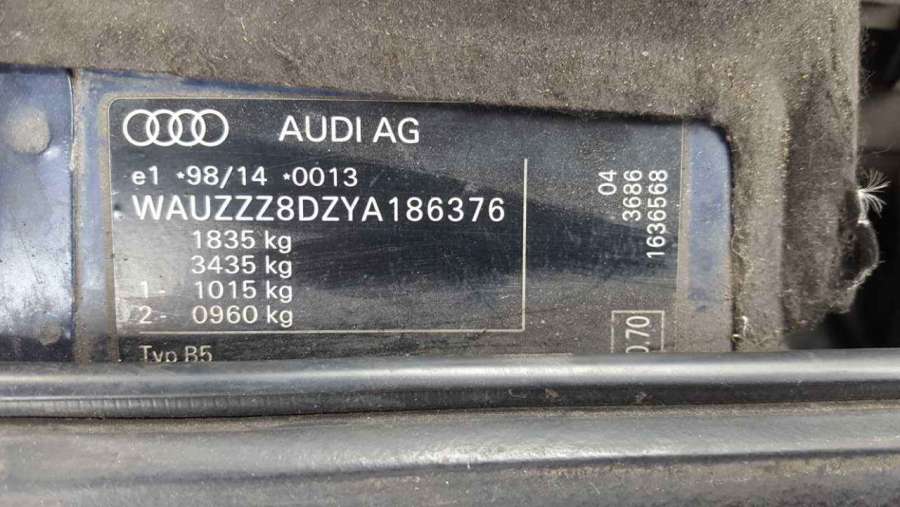 AUDI AG
e1 *98/14 *0013
WAUZZZ8DZYA186376
1835 kg
3435 kg
1- 1015 kg
2- 0960 kg
Typ B5
04
3686
1636568
0.70